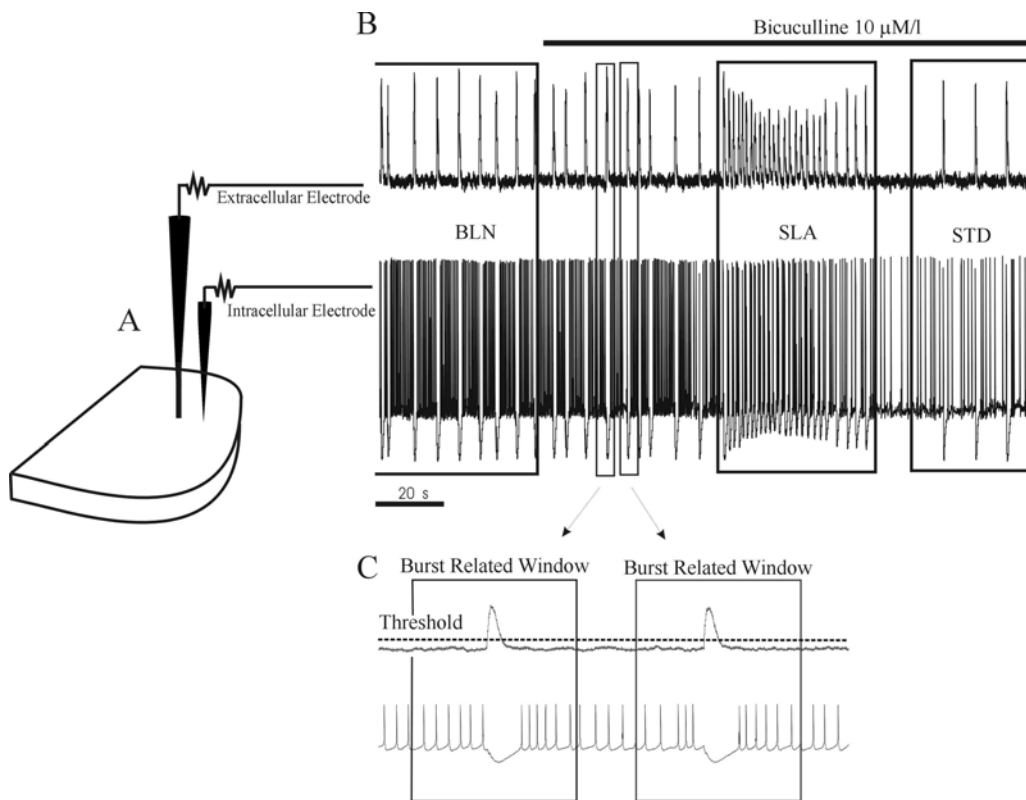 B
Bicuculline 10 µM/l
Extracellular Electrode
BLN
SLA
STD
Intracellular Electrode
A
20 s
C
Burst Related Window
Burst Related Window
Threshold